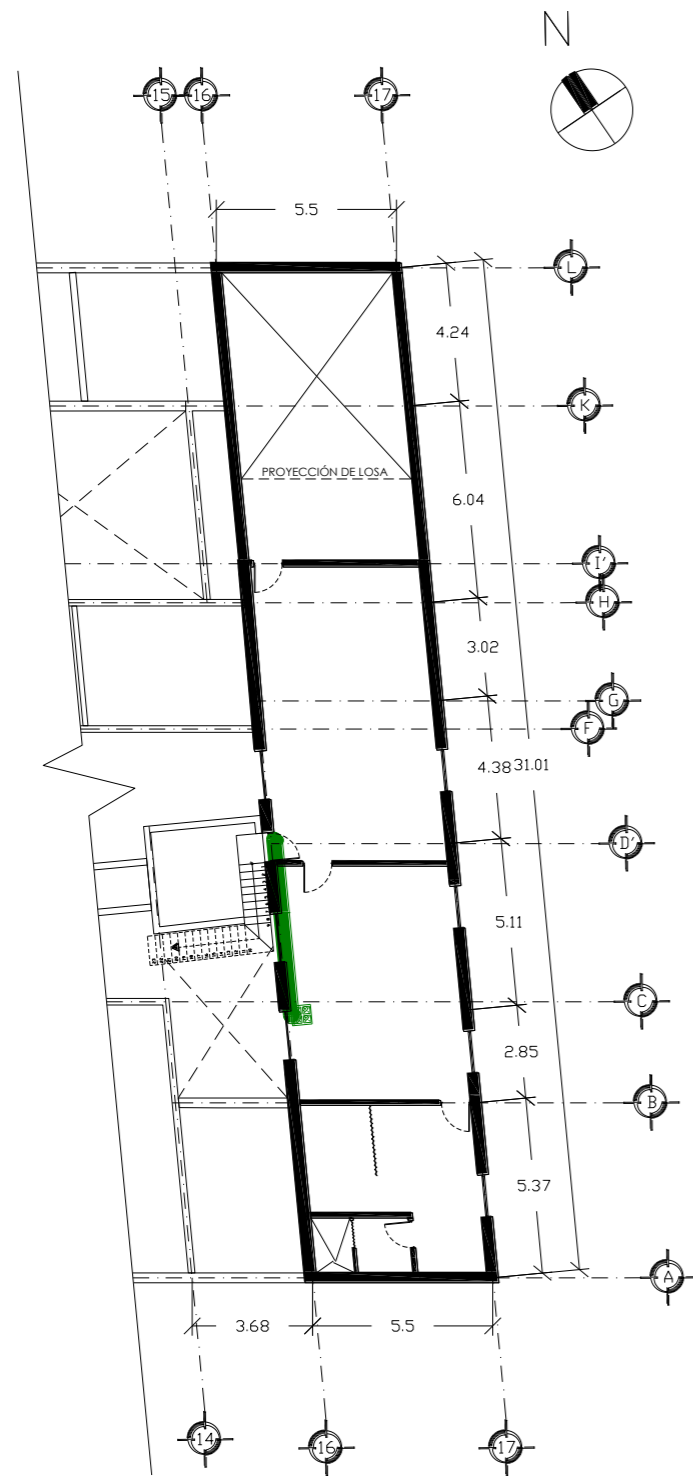 N
15
16
17
5.5
L
4.24
K
PROYECCIÓN DE LOSA
6.04
I'
H
3.02
G
F
4.38
31.01
D'
5.11
C
2.85
B
5.37
A
3.68
5.5
14
16
17